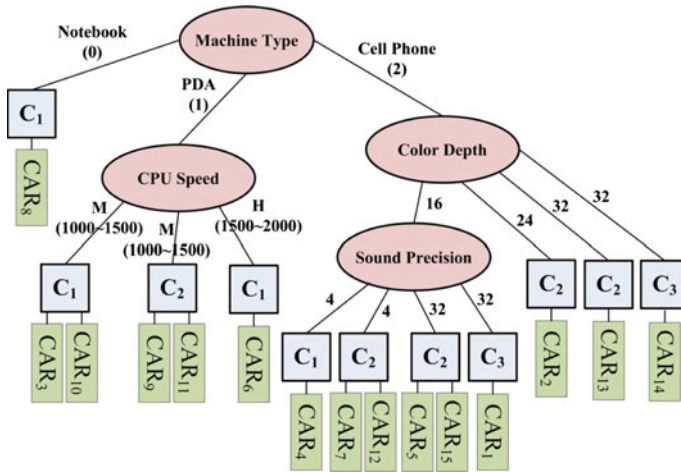 Notebook
(0)
Machine Type
Cell Phone
(2)
PDA
(1)
C₁
CAR₈
CPU Speed
Color Depth
M
(1000~1500)
M
(1000~1500)
H
(1500~2000)
16
24
32
32
Sound Precision
C₁
C₂
C₁
4
4
32
32
C₂
C₂
C₃
CAR₃
CAR₁₀
CAR₉
CAR₁₁
CAR₆
C₁
C₂
C₂
C₃
CAR₂
CAR₁₃
CAR₁₄
CAR₄
CAR₇
CAR₁₂
CAR₅
CAR₁₅
CAR₁